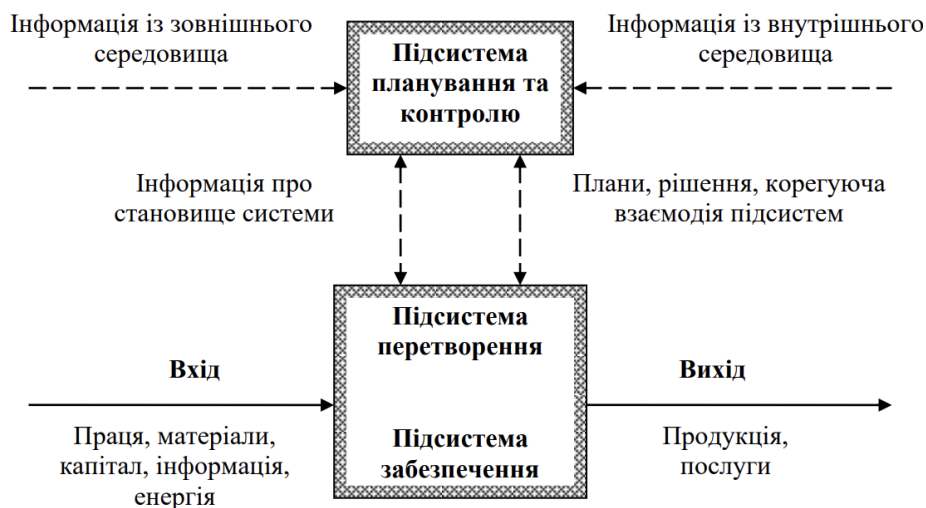 Інформація із зовнішнього
середовища
Підсистема
планування та
контролю
Інформація із внутрішнього
середовища
Інформація про
становище системи
Плани, рішення, корегуюча
взаємодія підсистем
Вхід
Праця, матеріали,
капітал, інформація,
енергія
Підсистема
перетворення
Підсистема
забезпечення
Вихід
Продукція,
послуги